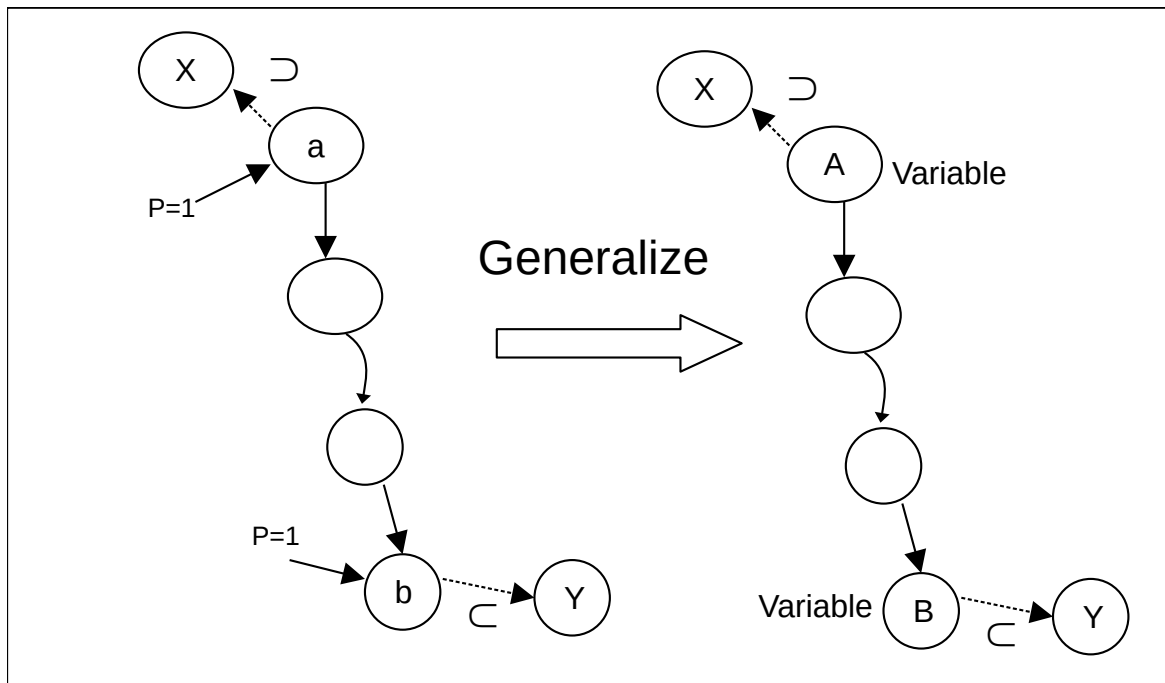 X ⊃
a
P=1
P=1
b
⊂
Y
Generalize
X ⊃
A
Variable
Variable
B
⊂
Y